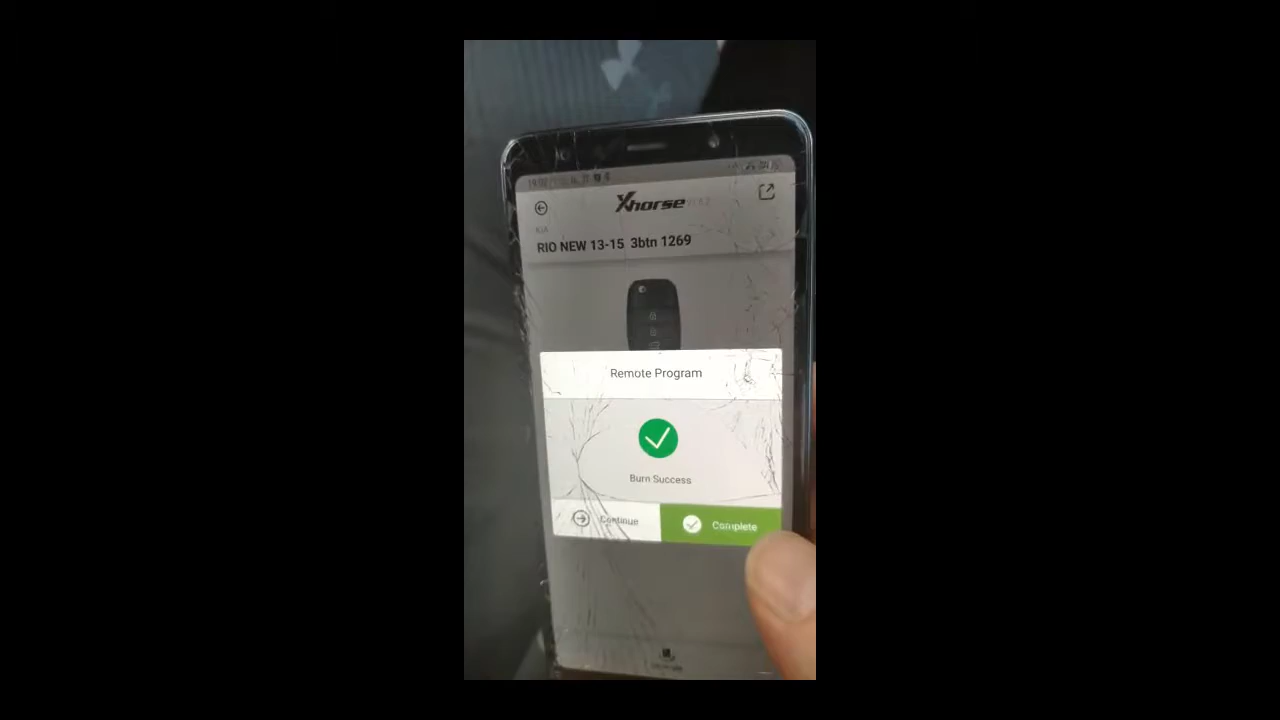 Xhorse
KIA
RIO NEW 13-15 3btn 1269
Remote Program
Burn Success
Continue
Complete